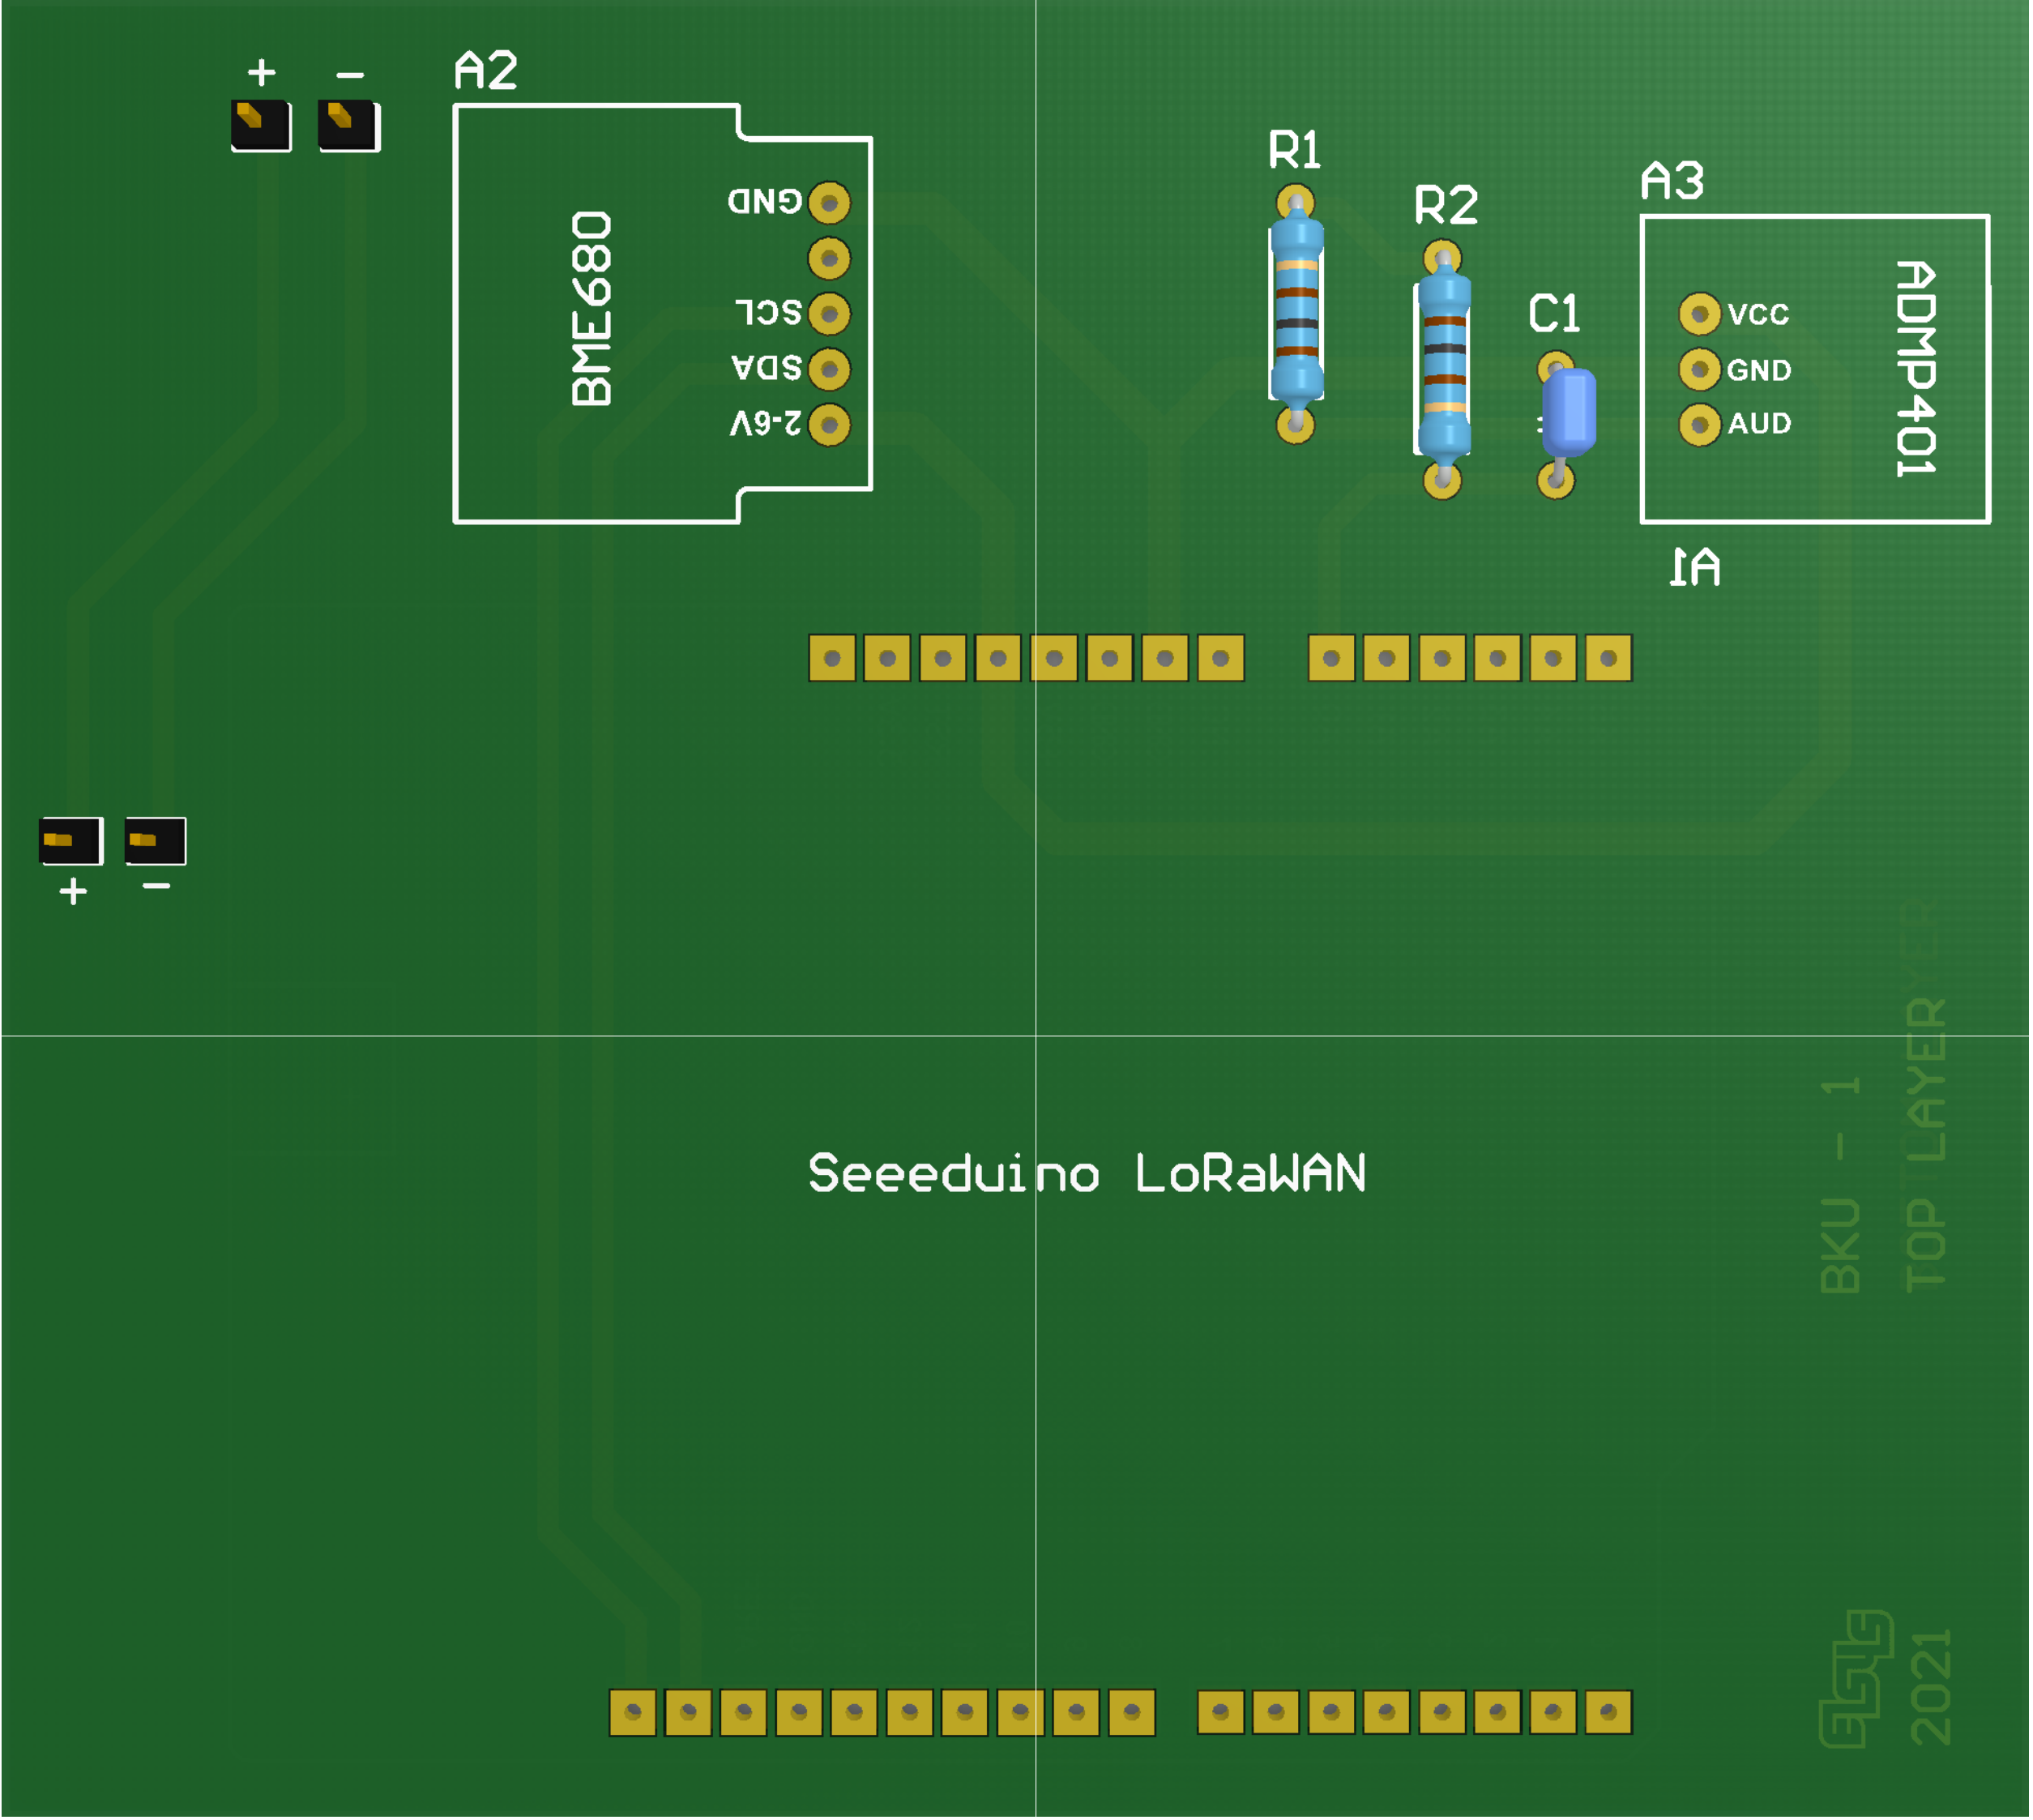 + −
A2
BME680
GND
SCL
SDA
2-6V
R1
R2
C1
A3
VCC
GND
AUD
ADMP401
A1
+ −
Seeeduino LoRaWAN
BKU - 1
TOP LAYER
2021